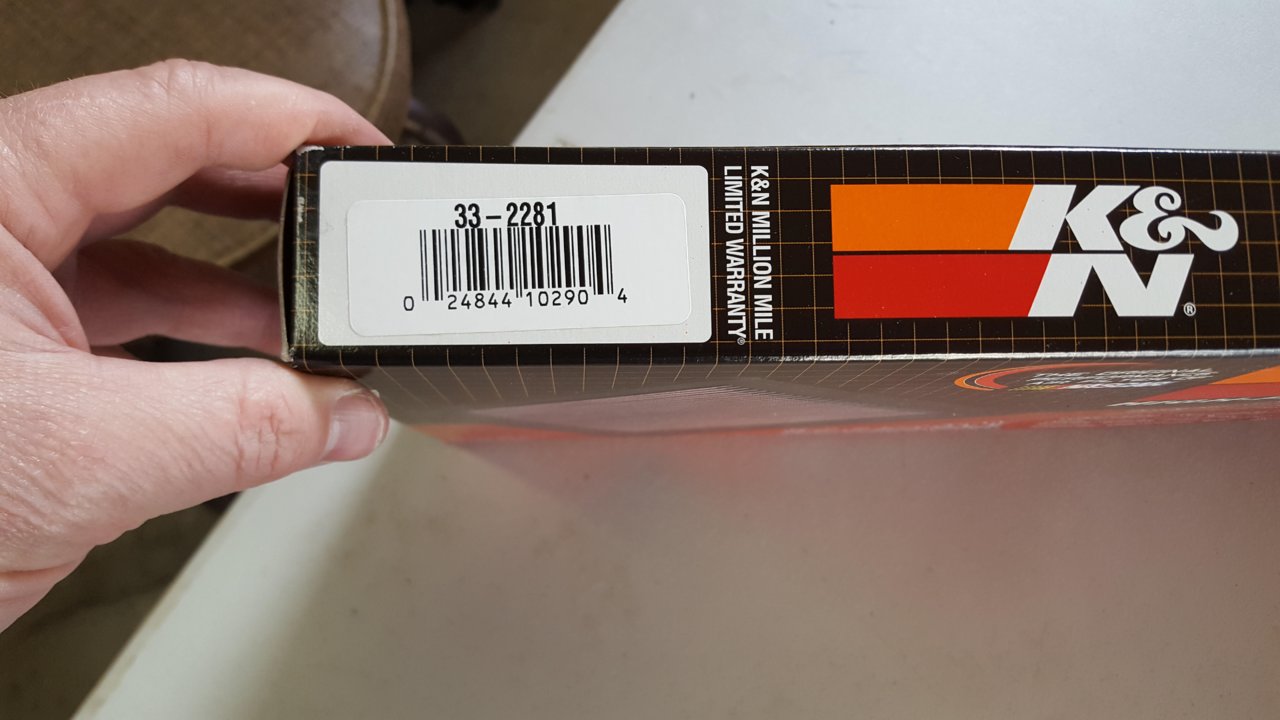 33-2281
0 24844 10290 4
K&N MILLION MILE
LIMITED WARRANTY®
K&
N®